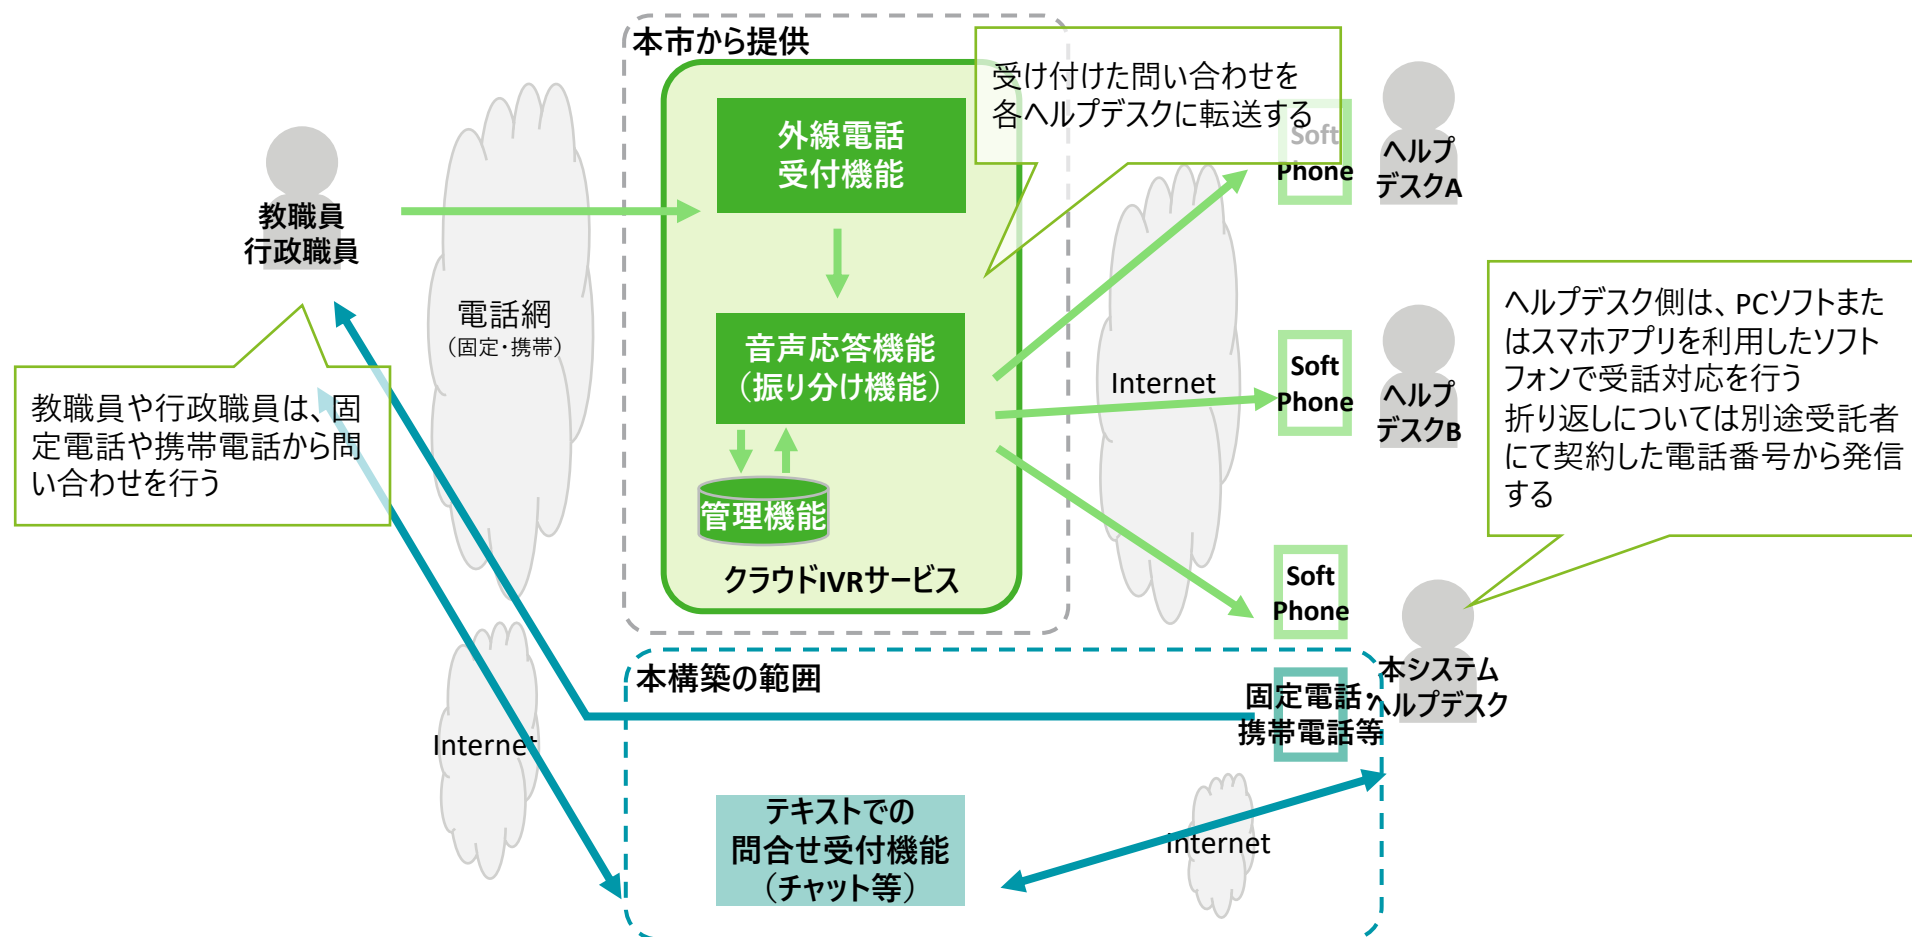 本市から提供
受け付けた問い合わせを
各ヘルプデスクに転送する
外線電話
受付機能
Soft
Phone
ヘルプ
デスクA
教職員
行政職員
電話網
（固定・携帯）
音声応答機能
（振り分け機能）
Internet
Soft
Phone
ヘルプ
デスクB
ヘルプデスク側は、PCソフトまた
はスマホアプリを利用したソフト
フォンで受話対応を行う
折り返しについては別途受託者
にて契約した電話番号から発信
する
教職員や行政職員は、固
定電話や携帯電話から問
い合わせを行う
管理機能
クラウドIVRサービス
Soft
Phone
本構築の範囲
本システム
ヘルプデスク
固定電話・
携帯電話等
Internet
テキストでの
問合せ受付機能
（チャット等）
Internet